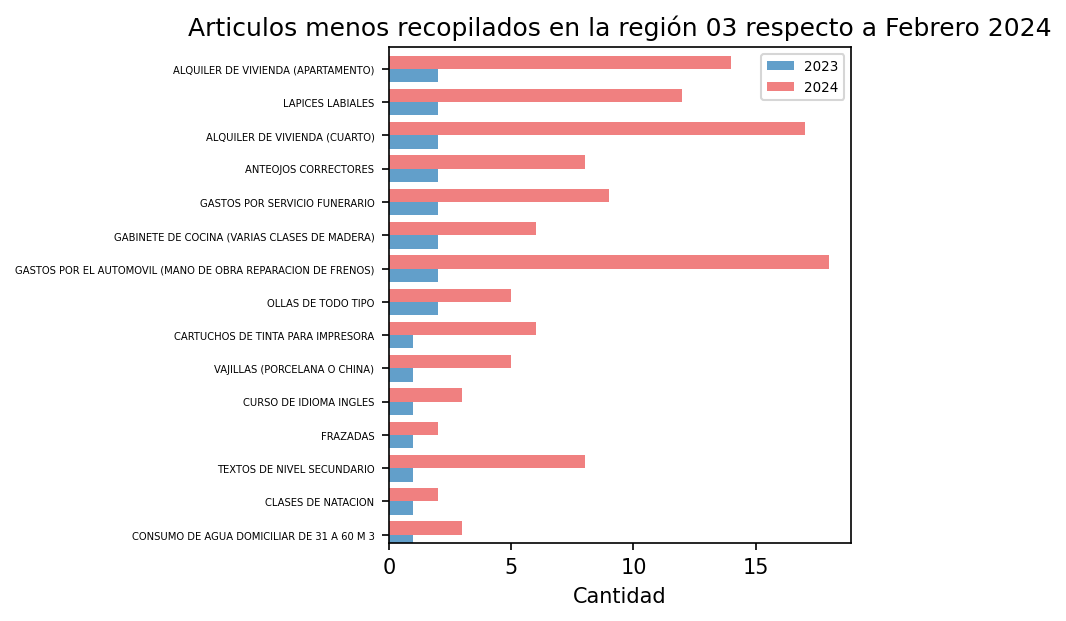 Articulos menos recopilados en la región 03 respecto a Febrero 2024
2023
2024
ALQUILER DE VIVIENDA (APARTAMENTO)
LAPICES LABIALES
ALQUILER DE VIVIENDA (CUARTO)
ANTEOJOS CORRECTORES
GASTOS POR SERVICIO FUNERARIO
GABINETE DE COCINA (VARIAS CLASES DE MADERA)
GASTOS POR EL AUTOMOVIL (MANO DE OBRA REPARACION DE FRENOS)
OLLAS DE TODO TIPO
CARTUCHOS DE TINTA PARA IMPRESORA
VAJILLAS (PORCELANA O CHINA)
CURSO DE IDIOMA INGLES
FRAZADAS
TEXTOS DE NIVEL SECUNDARIO
CLASES DE NATACION
CONSUMO DE AGUA DOMICILIAR DE 31 A 60 M 3
0 5 10 15
Cantidad